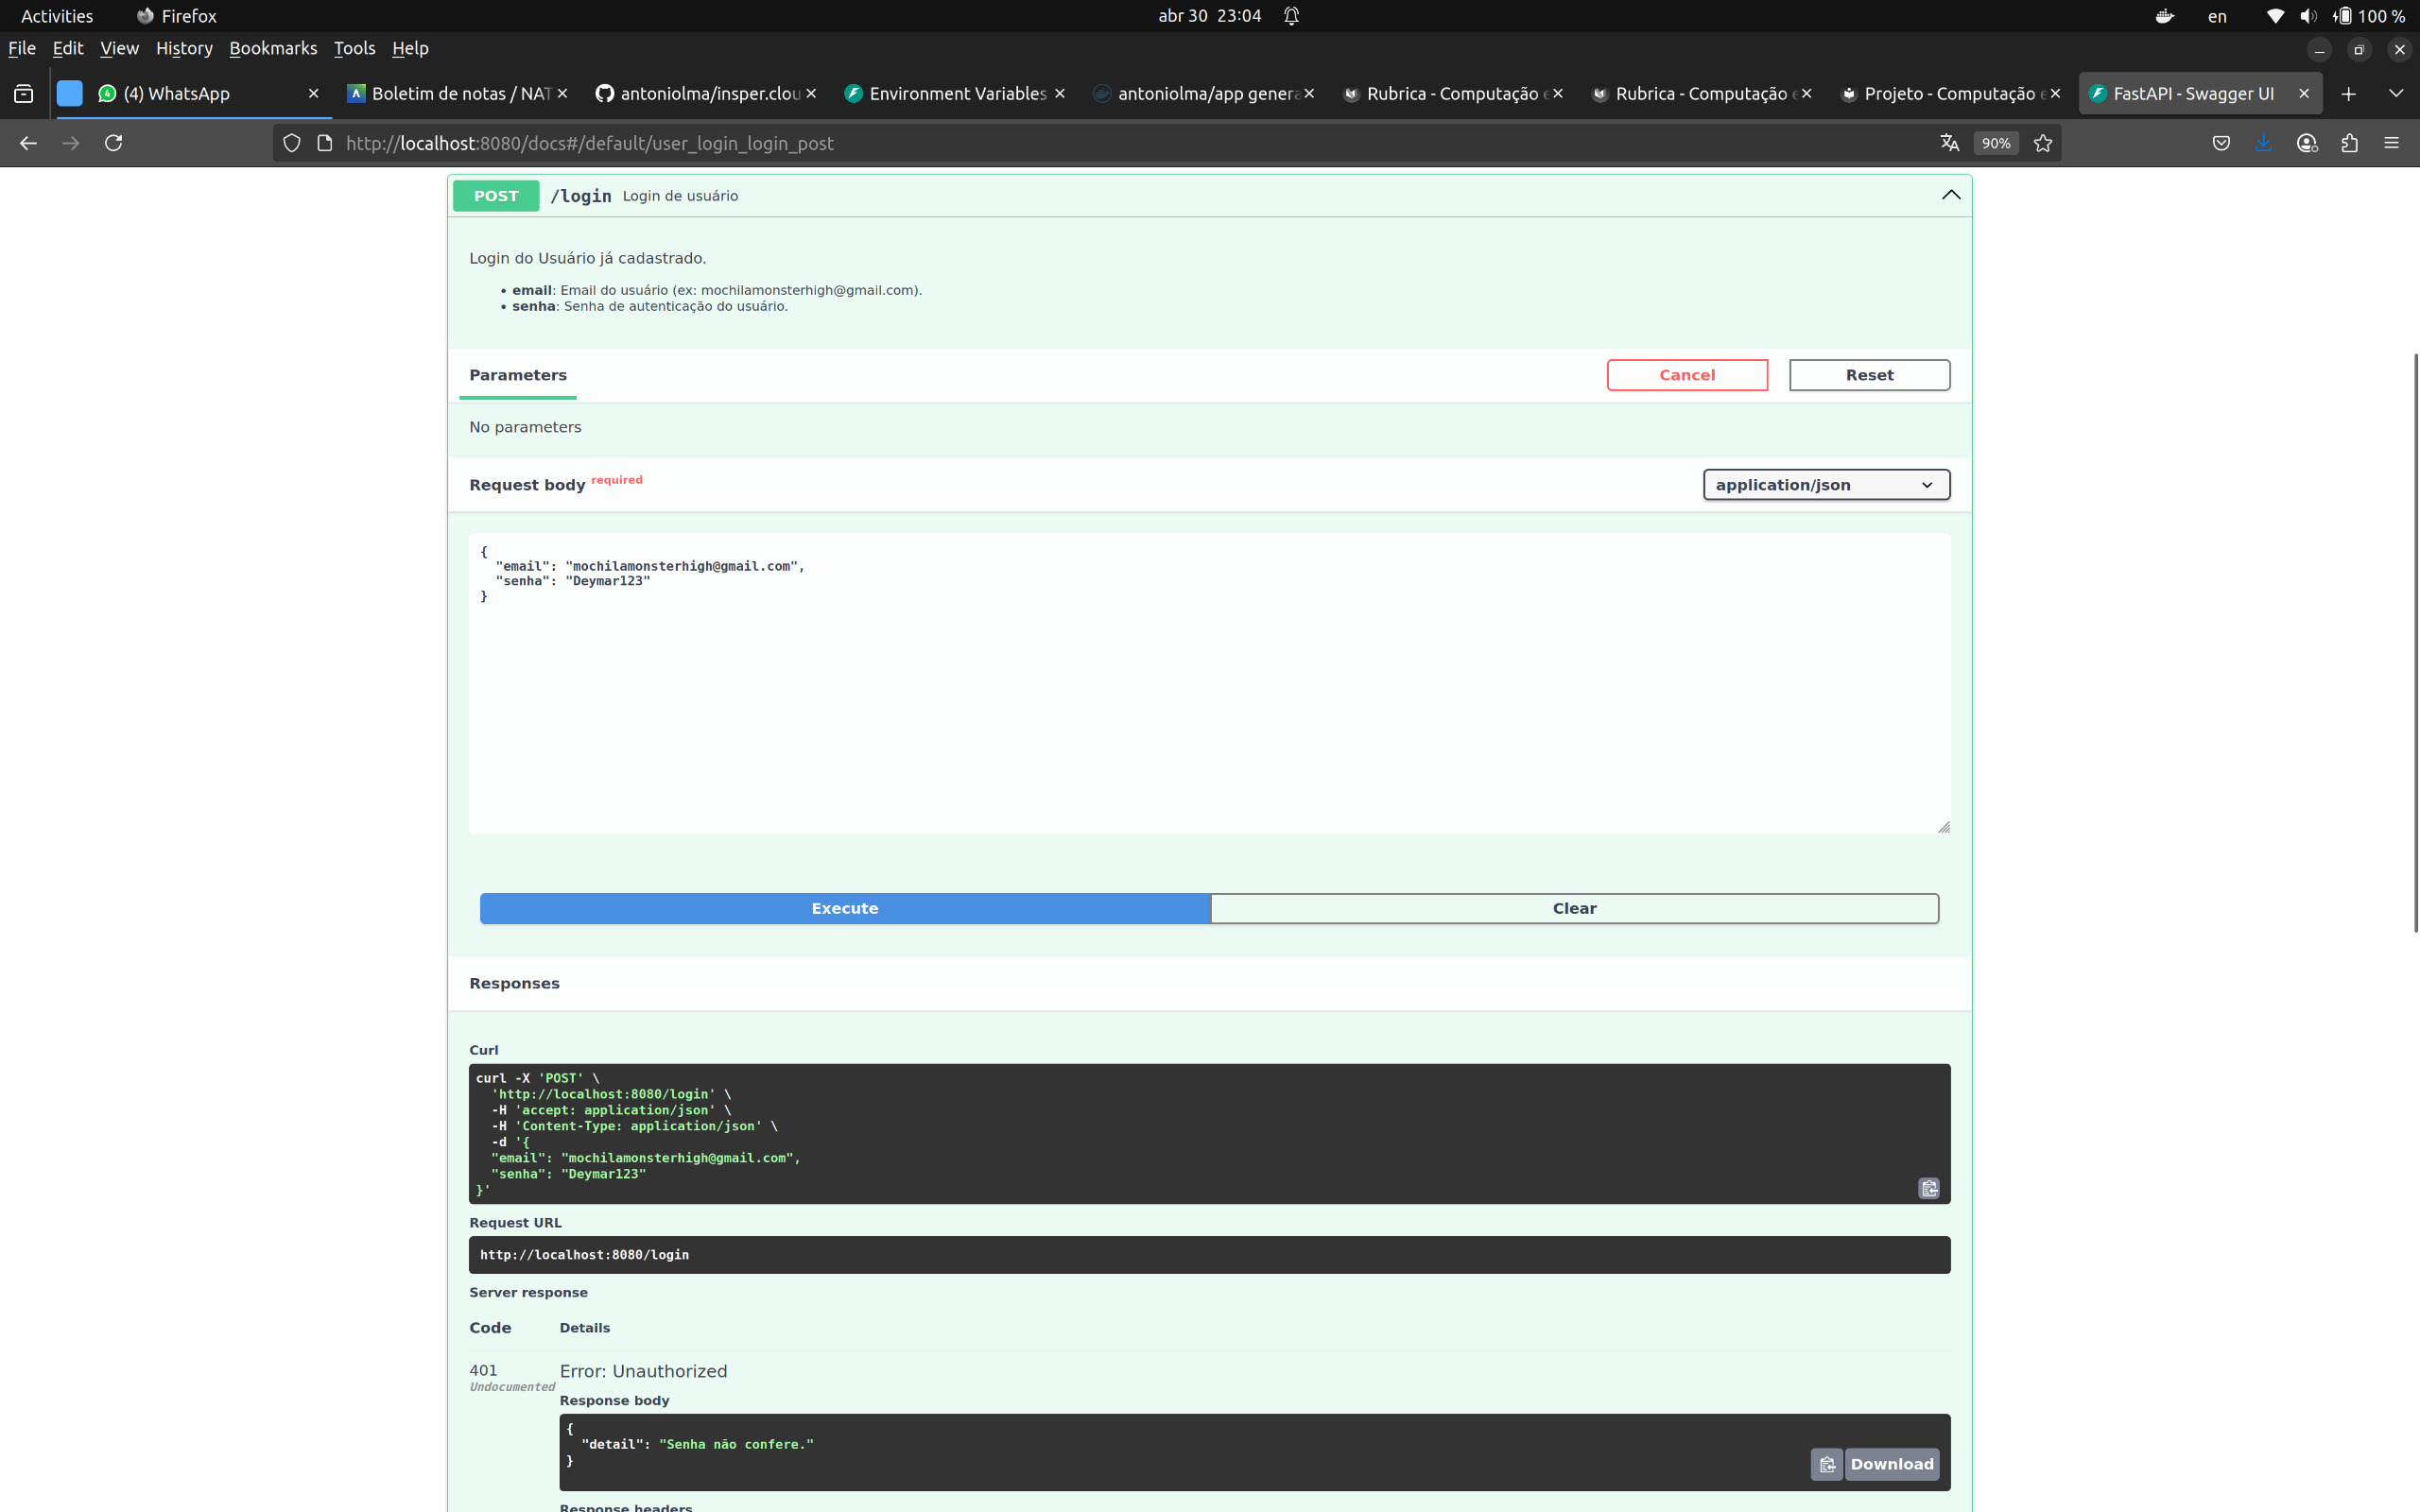 Activities Firefox abr 30 23:04 en 100 %
File Edit View History Bookmarks Tools Help
(4) WhatsApp Boletim de notas / NAT antoniolma/insper.clou Environment Variables antoniolma/app genera Rubrica - Computação e Rubrica - Computação e Projeto - Computação e FastAPI - Swagger UI
http://localhost:8080/docs#/default/user_login_login_post 90%
POST /login Login de usuário
Login do Usuário já cadastrado.
• email: Email do usuário (ex: mochilamonsterhigh@gmail.com).
• senha: Senha de autenticação do usuário.
Parameters Cancel Reset
No parameters
Request body required application/json
{
"email": "mochilamonsterhigh@gmail.com",
"senha": "Deymar123"
}
Execute Clear
Responses
Curl
curl -X 'POST' \
'http://localhost:8080/login' \
-H 'accept: application/json' \
-H 'Content-Type: application/json' \
-d '{
"email": "mochilamonsterhigh@gmail.com",
"senha": "Deymar123"
}'
Request URL
http://localhost:8080/login
Server response
Code Details
401 Error: Unauthorized
Undocumented
Response body
{
"detail": "Senha não confere."
}
Download
Response headers